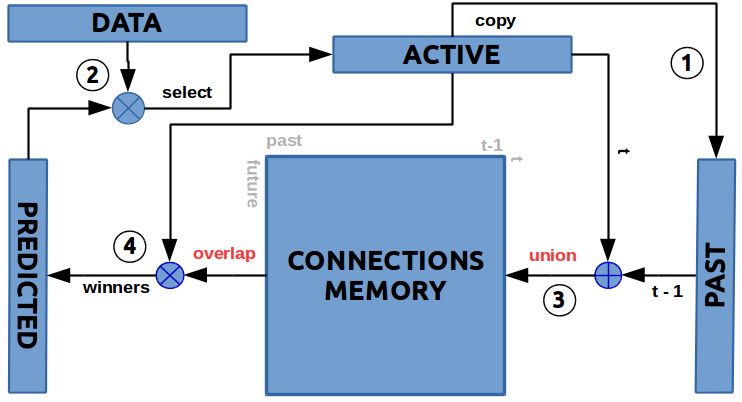 DATA
copy
ACTIVE
1
2
select
past
t-1
t
t
future
PREDICTED
4
overlap
winners
CONNECTIONS
MEMORY
union
3
t - 1
PAST